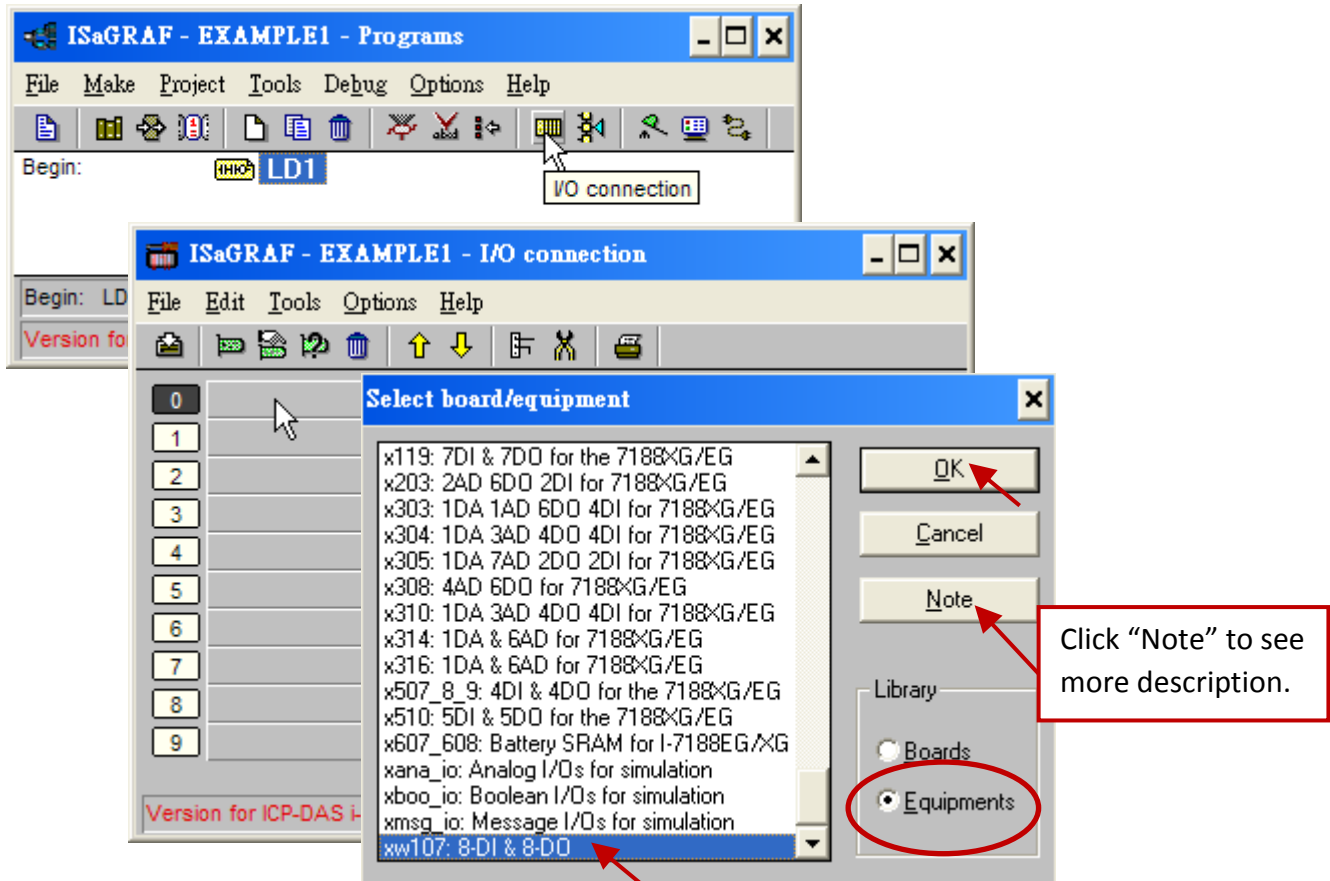 ISaGRAF - EXAMPLE1 - Programs
File Make Project Tools Debug Options Help
Begin: LD1
I/O connection
ISaGRAF - EXAMPLE1 - I/O connection
Begin: LD
File Edit Tools Options Help
Version fo
0
1
2
3
4
5
6
7
8
9
Version for ICP-DAS i-
Select board/equipment
x119: 7DI & 7DO for the 7188XG/EG
x203: 2AD 6DO 2DI for 7188XG/EG
x303: 1DA 1AD 6DO 4DI for 7188XG/EG
x304: 1DA 3AD 4DO 4DI for 7188XG/EG
x305: 1DA 7AD 2DO 2DI for 7188XG/EG
x308: 4AD 6DO for 7188XG/EG
x310: 1DA 3AD 4DO 4DI for 7188XG/EG
x314: 1DA & 6AD for 7188XG/EG
x316: 1DA & 6AD for 7188XG/EG
x507_8_9: 4DI & 4DO for the 7188XG/EG
x510: 5DI & 5DO for the 7188XG/EG
x607_608: Battery SRAM for I-7188EG/XG
xana_io: Analog I/Os for simulation
xboo_io: Boolean I/Os for simulation
xmsg_io: Message I/Os for simulation
xw107: 8-DI & 8-DO
OK
Cancel
Note
Library
Boards
Equipments
Click “Note” to see
more description.